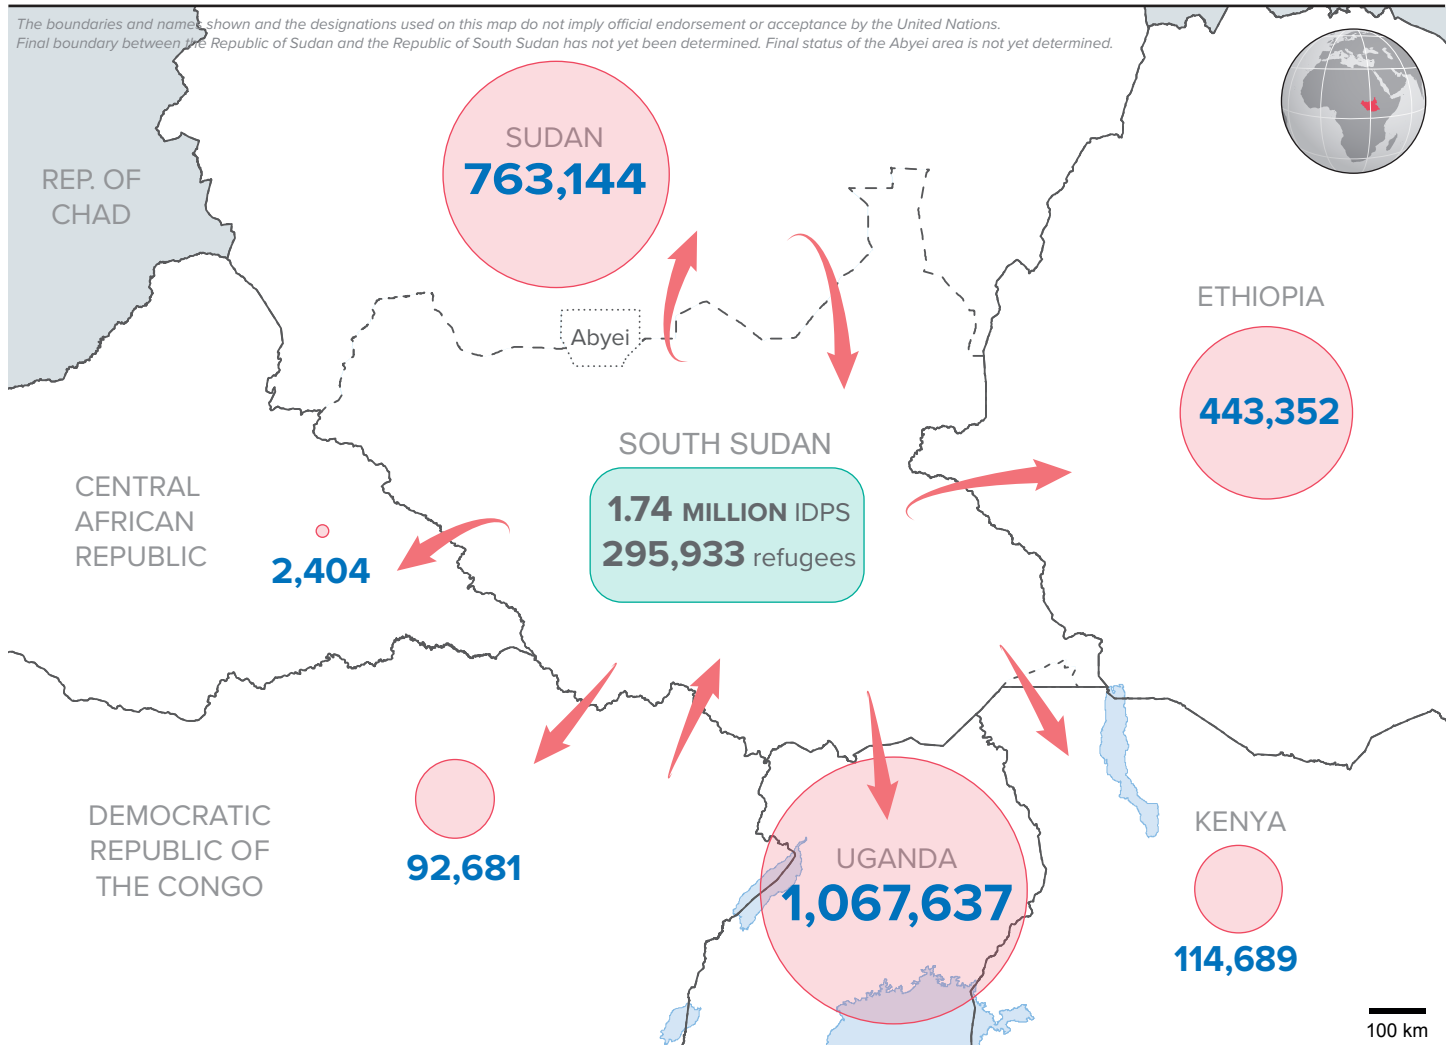 The boundaries and names shown and the designations used on this map do not imply official endorsement or acceptance by the United Nations.
Final boundary between the Republic of Sudan and the Republic of South Sudan has not yet been determined. Final status of the Abyei area is not yet determined.
SUDAN
763,144
REP. OF
CHAD
ETHIOPIA
Abyei
443,352
SOUTH SUDAN
1.74 MILLION IDPS
295,933 refugees
CENTRAL
AFRICAN
REPUBLIC
2,404
DEMOCRATIC
REPUBLIC OF
THE CONGO
92,681
UGANDA
1,067,637
KENYA
114,689
100 km